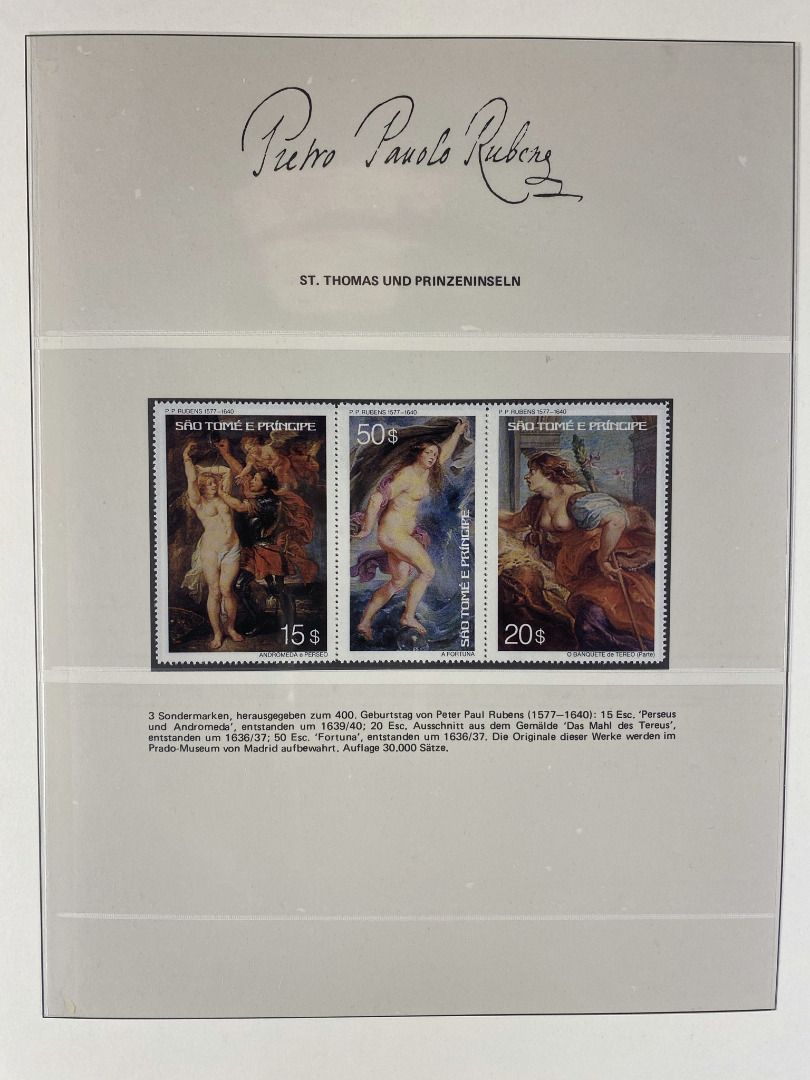 Pietro Pauolo Rubens
ST. THOMAS UND PRINZENINSELN
P. P. RUBENS 1577–1640
SÃO TOMÉ E PRÍNCIPE
15$
ANDRÓMEDA e PERSEO
P. P. RUBENS 1577–1640
50$
SÃO TOMÉ E PRÍNCIPE
A FORTUNA
P. P. RUBENS 1577–1640
SÃO TOMÉ E PRÍNCIPE
20$
O BANQUETE de TEREO (Parte)
3 Sondermarken, herausgegeben zum 400. Geburtstag von Peter Paul Rubens (1577–1640): 15 Esc. 'Perseus
und Andromeda', entstanden um 1639/40; 20 Esc. Ausschnitt aus dem Gemälde 'Das Mahl des Tereus',
entstanden um 1636/37; 50 Esc. 'Fortuna', entstanden um 1636/37. Die Originale dieser Werke werden im
Prado-Museum von Madrid aufbewahrt. Auflage 30.000 Sätze.